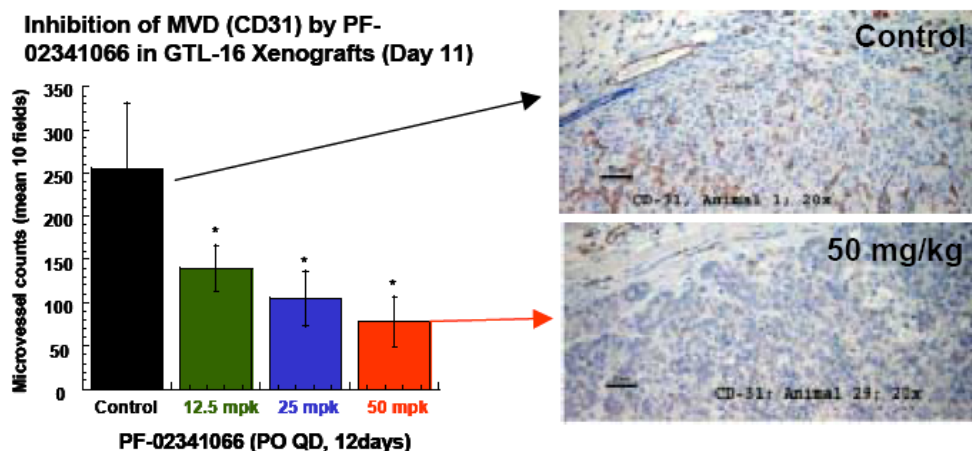 Inhibition of MVD (CD31) by PF-
02341066 in GTL-16 Xenografts (Day 11)
Microvessel counts (mean 10 fields)
350
300
250
200
150
100
50
0
*
*
*
Control
12.5 mpk
25 mpk
50 mpk
PF-02341066 (PO QD, 12days)
Control
CD-31, Animal 1; 20x
50 mg/kg
CD-31; Animal 29; 20x